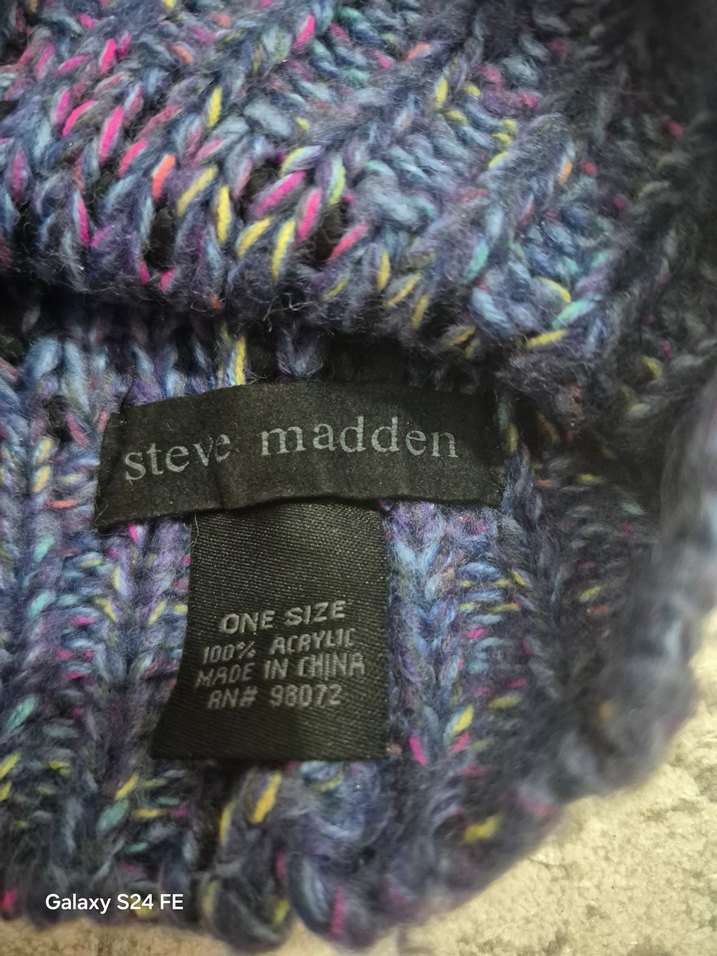 steve madden
ONE SIZE
100% ACRYLIC
MADE IN CHINA
RN# 98072
Galaxy S24 FE